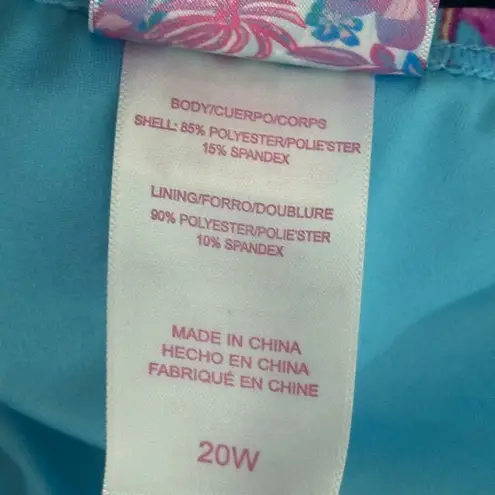 BODY/CUERPO/CORPS
SHELL: 85% POLYESTER/POLIE'STER
15% SPANDEX
LINING/FORRO/DOUBLURE
90% POLYESTER/POLIE'STER
10% SPANDEX
MADE IN CHINA
HECHO EN CHINA
FABRIQUÉ EN CHINE
20W